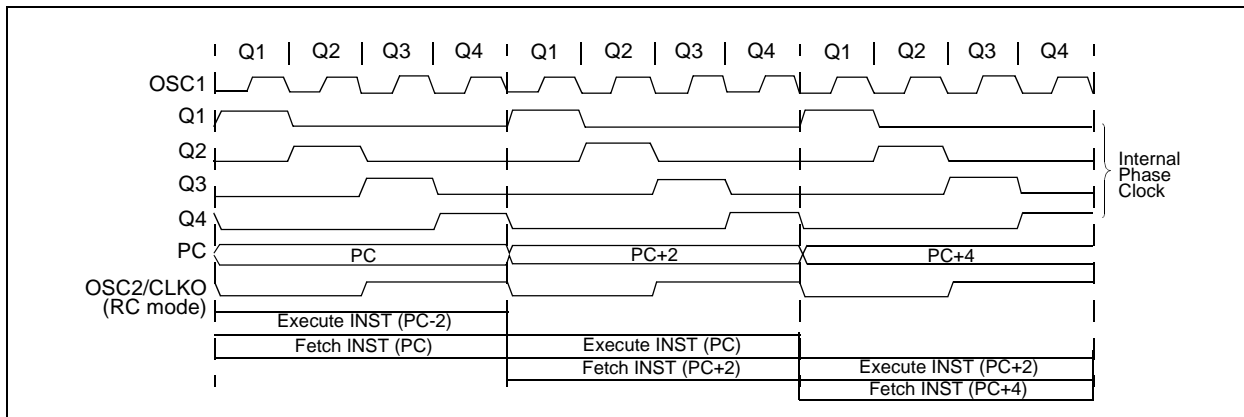 Q1 Q2 Q3 Q4 Q1 Q2 Q3 Q4 Q1 Q2 Q3 Q4
OSC1
Q1
Q2
Q3
Q4
Internal
Phase
Clock
PC PC PC+2 PC+4
OSC2/CLKO
(RC mode)
Execute INST (PC-2)
Fetch INST (PC) Execute INST (PC)
Fetch INST (PC+2) Execute INST (PC+2)
Fetch INST (PC+4)